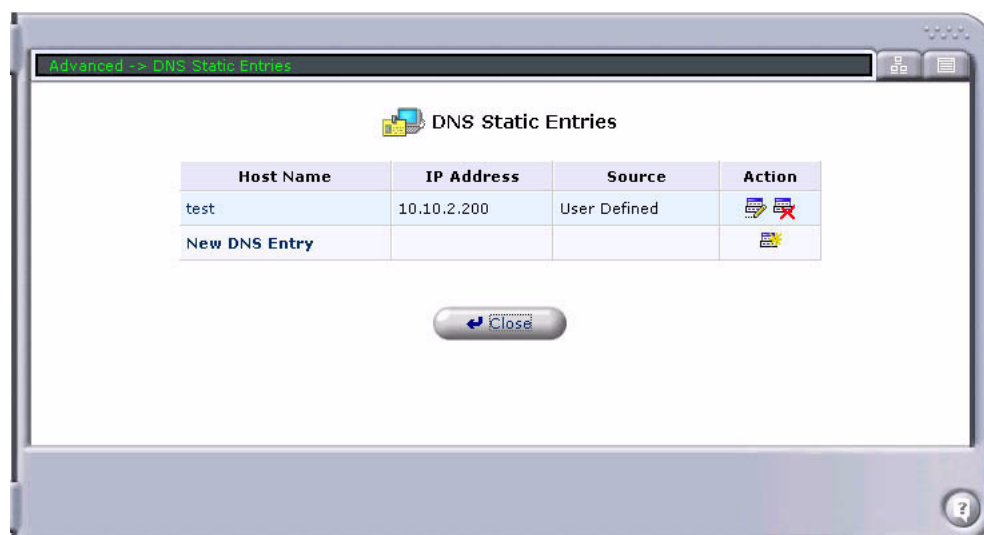 Advanced -> DNS Static Entries
DNS Static Entries
Host Name IP Address Source Action
test 10.10.2.200 User Defined
New DNS Entry
Close
?